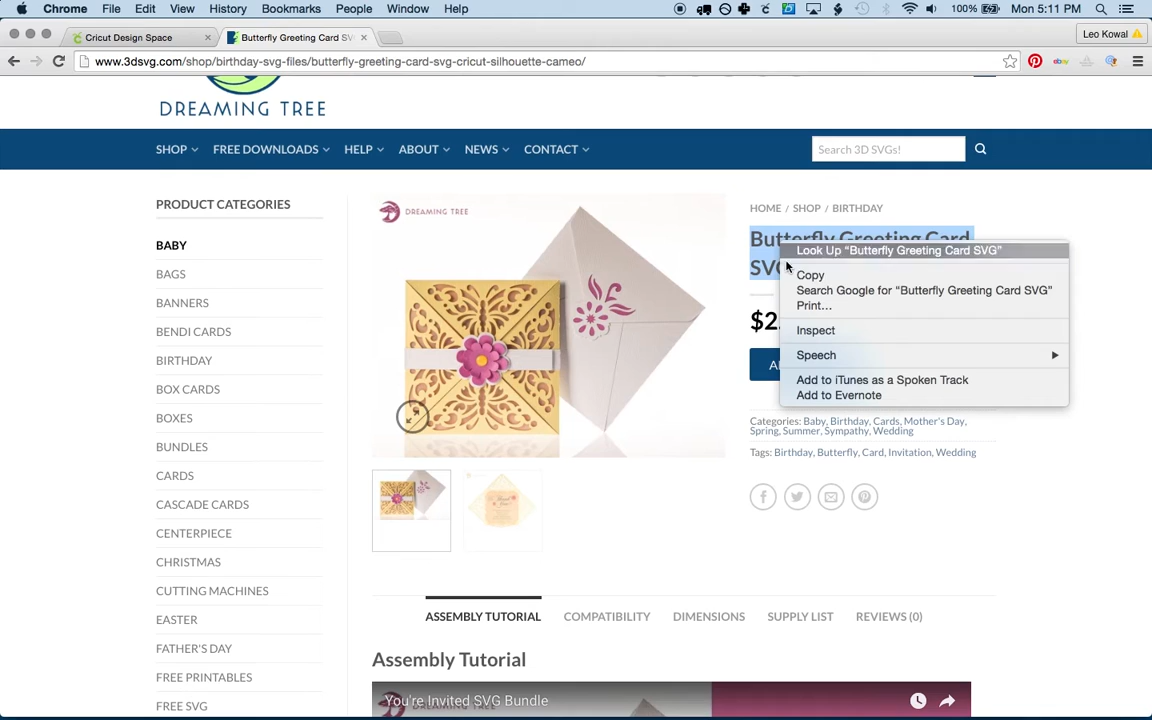 Chrome File Edit View History Bookmarks People Window Help 100% Mon 5:11 PM
Cricut Design Space
Butterfly Greeting Card SV
Leo Kowal
www.3dsvg.com/shop/birthday-svg-files/butterfly-greeting-card-svg-cricut-silhouette-cameo/
ebay
DREAMING TREE
SHOP FREE DOWNLOADS HELP ABOUT NEWS CONTACT Search 3D SVGs!
PRODUCT CATEGORIES
BABY
BAGS
BANNERS
BENDI CARDS
BIRTHDAY
BOX CARDS
BOXES
BUNDLES
CARDS
CASCADE CARDS
CENTERPIECE
CHRISTMAS
CUTTING MACHINES
EASTER
FATHER'S DAY
FREE PRINTABLES
FREE SVG
DREAMING TREE
HOME / SHOP / BIRTHDAY
Butterfly Greeting Card
SVG
$2.
Look Up “Butterfly Greeting Card SVG”
Copy
Search Google for “Butterfly Greeting Card SVG”
Print...
Inspect
Speech
Add to iTunes as a Spoken Track
Add to Evernote
Categories: Baby, Birthday, Cards, Mother's Day,
Spring, Summer, Sympathy, Wedding
Tags: Birthday, Butterfly, Card, Invitation, Wedding
ASSEMBLY TUTORIAL COMPATIBILITY DIMENSIONS SUPPLY LIST REVIEWS (0)
Assembly Tutorial
You're Invited SVG Bundle